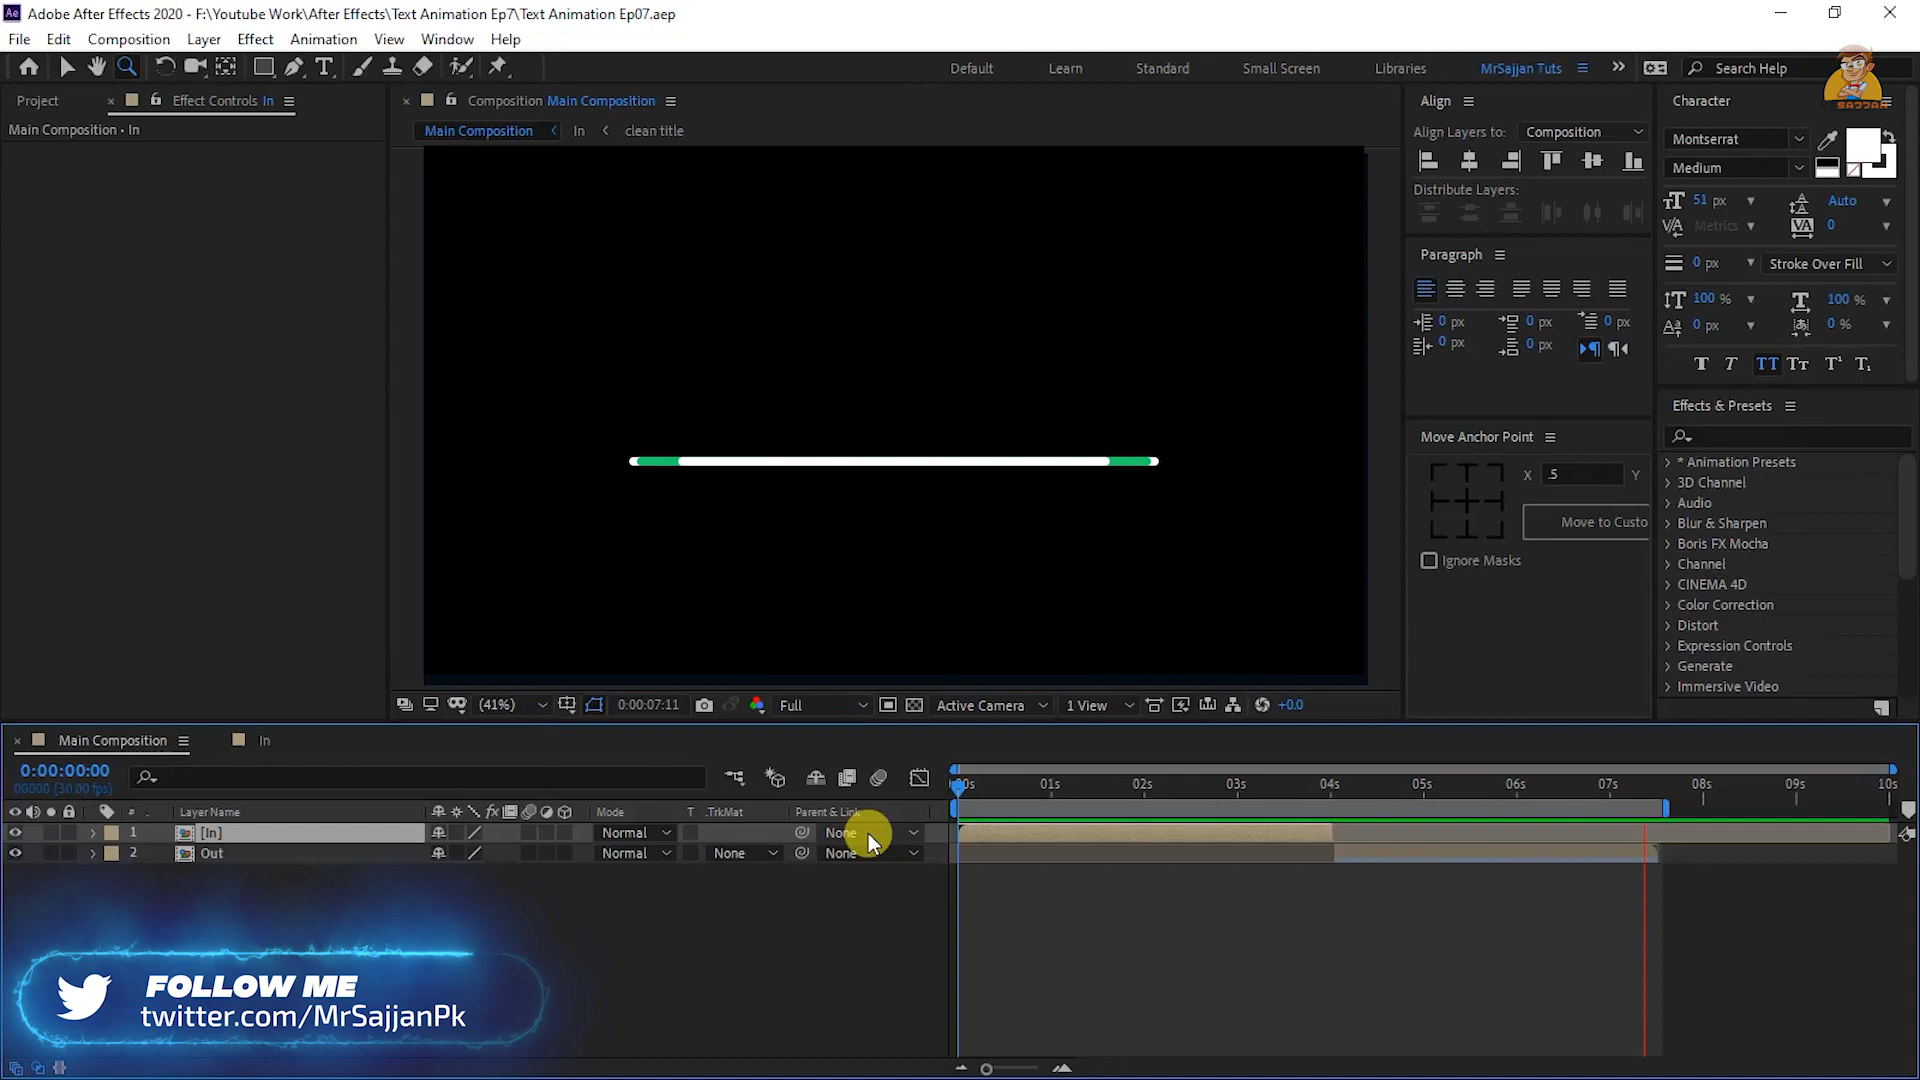 Adobe After Effects 2020 - F:\Youtube Work\After Effects\Text Animation Ep7\Text Animation Ep07.aep
File Edit Composition Layer Effect Animation View Window Help
Default Learn Standard Small Screen Libraries MrSajjan Tuts Search Help
SAJJAN
Project Effect Controls In
Main Composition • In
Composition Main Composition
Main Composition In clean title
Align
Align Layers to: Composition
Distribute Layers:
Paragraph
0 px 0 px 0 px
0 px 0 px
Move Anchor Point
X .5 Y
Move to Custo
Ignore Masks
Character
Montserrat
Medium
51 px Auto
Metrics 0
0 px Stroke Over Fill
100 % 100 %
0 px 0 %
Effects & Presets
* Animation Presets
3D Channel
Audio
Blur & Sharpen
Boris FX Mocha
Channel
CINEMA 4D
Color Correction
Distort
Expression Controls
Generate
Immersive Video
(41%) 0:00:07:11 Full Active Camera 1 View +0.0
Main Composition In
0:00:00:00
00000 (30.00 fps)
# Layer Name Mode T .TrkMat Parent & Link
00s 01s 02s 03s 04s 05s 06s 07s 08s 09s 10s
1 [In] Normal None
2 Out Normal None None
FOLLOW ME
twitter.com/MrSajjanPk